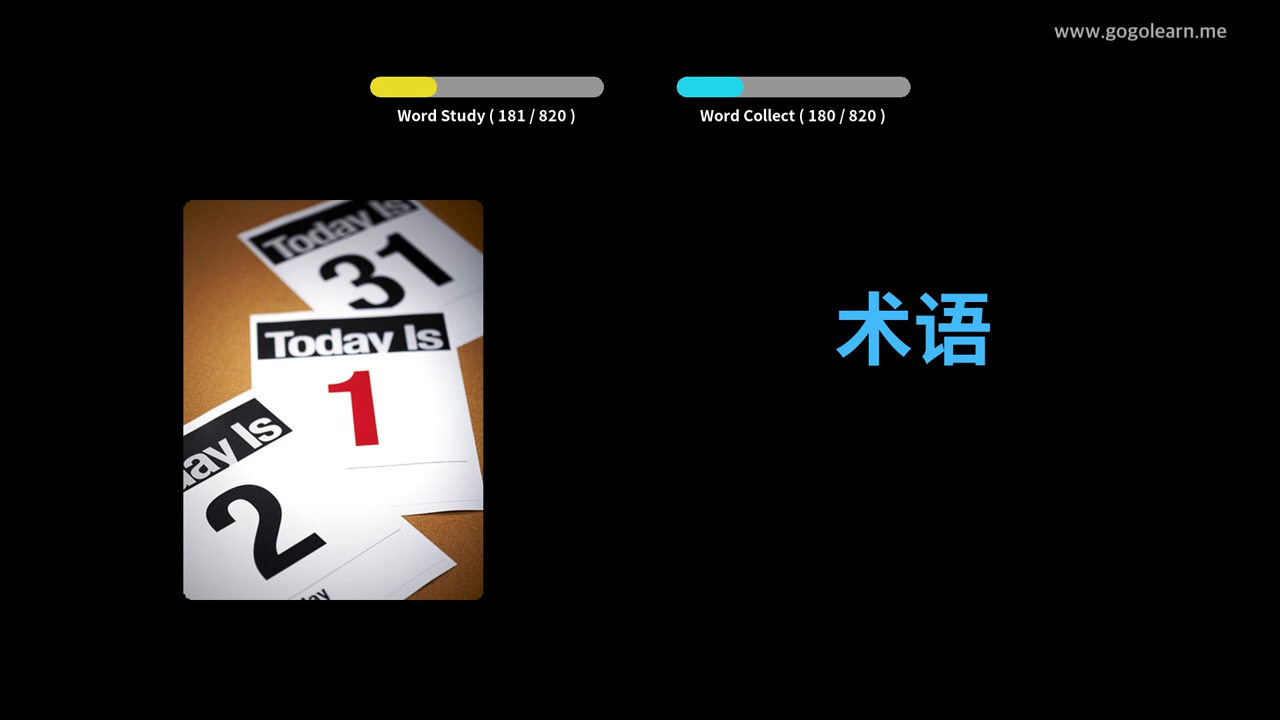 www.gogolearn.me
Word Study ( 181 / 820 )
Word Collect ( 180 / 820 )
Today Is
31
Today Is
1
术语
ay Is
2
ay